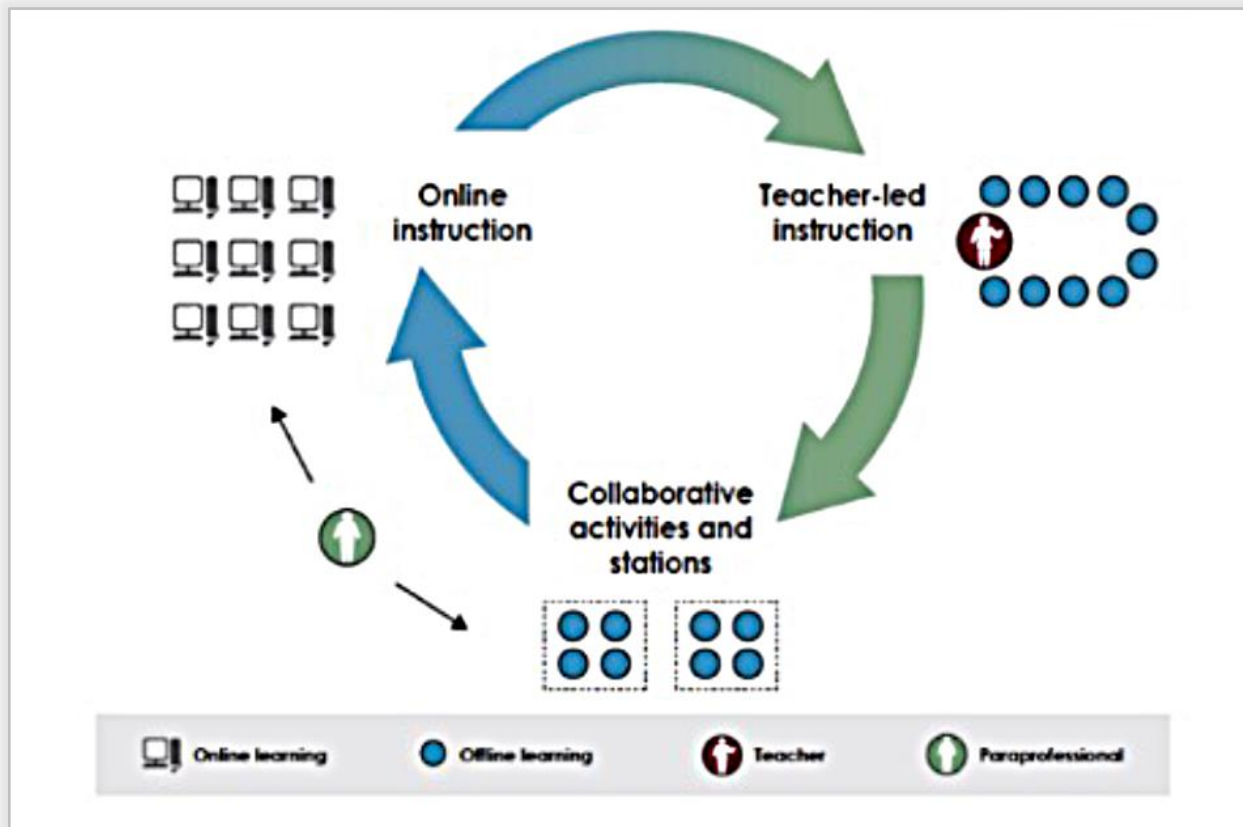 Online
instruction
Teacher-led
instruction
Collaborative
activities and
stations
Online learning
Offline learning
Teacher
Paraprofessional